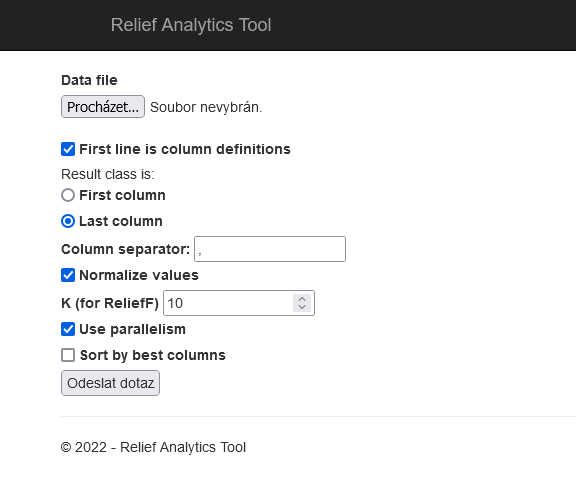 Relief Analytics Tool
Data file
Procházet... Soubor nevybrán.
First line is column definitions
Result class is:
First column
Last column
Column separator: ,
Normalize values
K (for ReliefF) 10
Use parallelism
Sort by best columns
Odeslat dotaz
© 2022 - Relief Analytics Tool